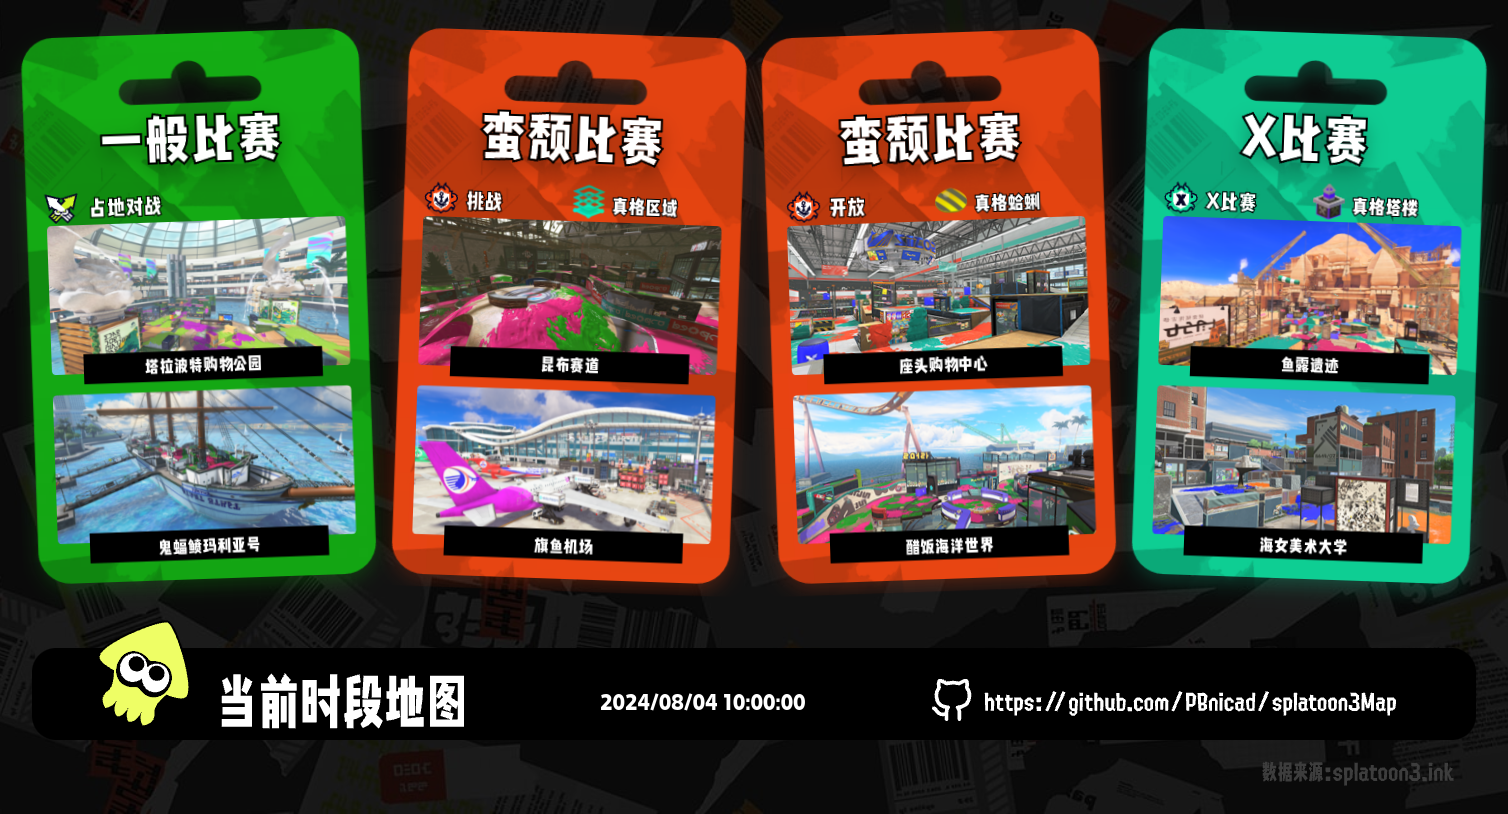 一般比赛
占地对战
塔拉波特购物公园
鬼蝠鲼玛利亚号
蛮颓比赛
挑战
真格区域
昆布赛道
旗鱼机场
蛮颓比赛
开放
真格蛤蜊
座头购物中心
醋饭海洋世界
X比赛
X比赛
真格塔楼
鱼露遗迹
海女美术大学
当前时段地图
2024/08/04 10:00:00
https://github.com/PBnicad/splatoon3Map
数据来源:splatoon3.ink